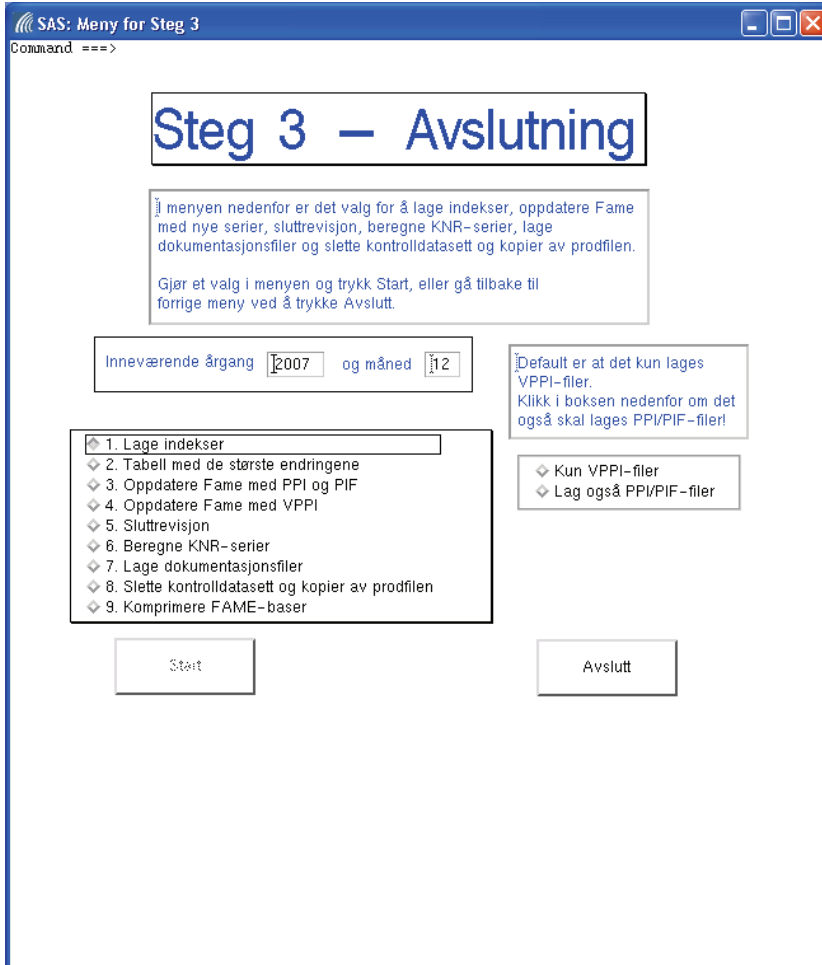 SAS: Meny for Steg 3
Command ===>
Steg 3 – Avslutning
I menyen nedenfor er det valg for å lage indekser, oppdatere Fame
med nye serier, sluttrevisjon, beregne KNR-serier, lage
dokumentasjonsfiler og slette kontrolldatasett og kopier av prodfilen.
Gjør et valg i menyen og trykk Start, eller gå tilbake til
forrige meny ved å trykke Avslutt.
Inneværende årgang 2007 og måned 12
Default er at det kun lages
VPPI-filer.
Klikk i boksen nedenfor om det
også skal lages PPI/PIF-filer!
1. Lage indekser
2. Tabell med de største endringene
3. Oppdatere Fame med PPI og PIF
4. Oppdatere Fame med VPPI
5. Sluttrevisjon
6. Beregne KNR-serier
7. Lage dokumentasjonsfiler
8. Slette kontrolldatasett og kopier av prodfilen
9. Komprimere FAME-baser
Kun VPPI-filer
Lag også PPI/PIF-filer
Start
Avslutt